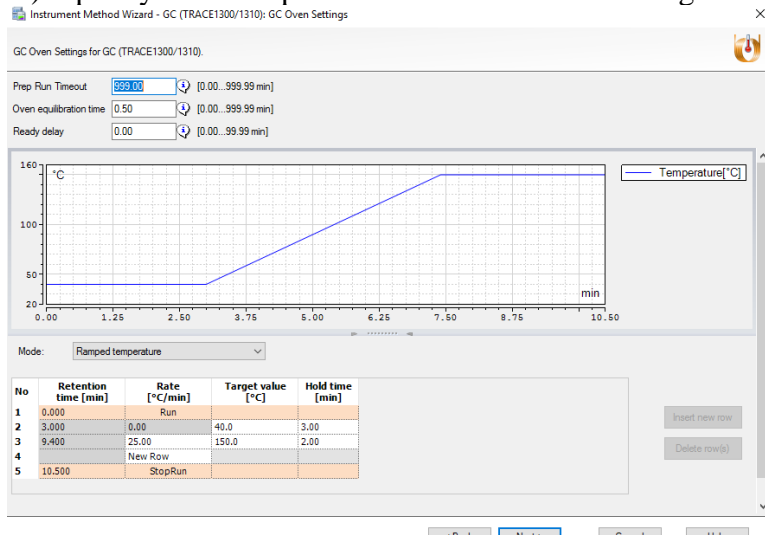 Instrument Method Wizard - GC (TRACE1300/1310): GC Oven Settings
GC Oven Settings for GC (TRACE1300/1310).
Prep Run Timeout 999.00 [0.00...999.99 min]
Oven equilibration time 0.50 [0.00...999.99 min]
Ready delay 0.00 [0.00...99.99 min]
160 °C
Temperature[°C]
100
50
min
20
0.00 1.25 2.50 3.75 5.00 6.25 7.50 8.75 10.50
Mode: Ramped temperature
No Retention time [min] Rate [°C/min] Target value [°C] Hold time [min]
1 0.000 Run
2 3.000 0.00 40.0 3.00
Insert new row
3 9.400 25.00 150.0 2.00
4 New Row
Delete row(s)
5 10.500 StopRun